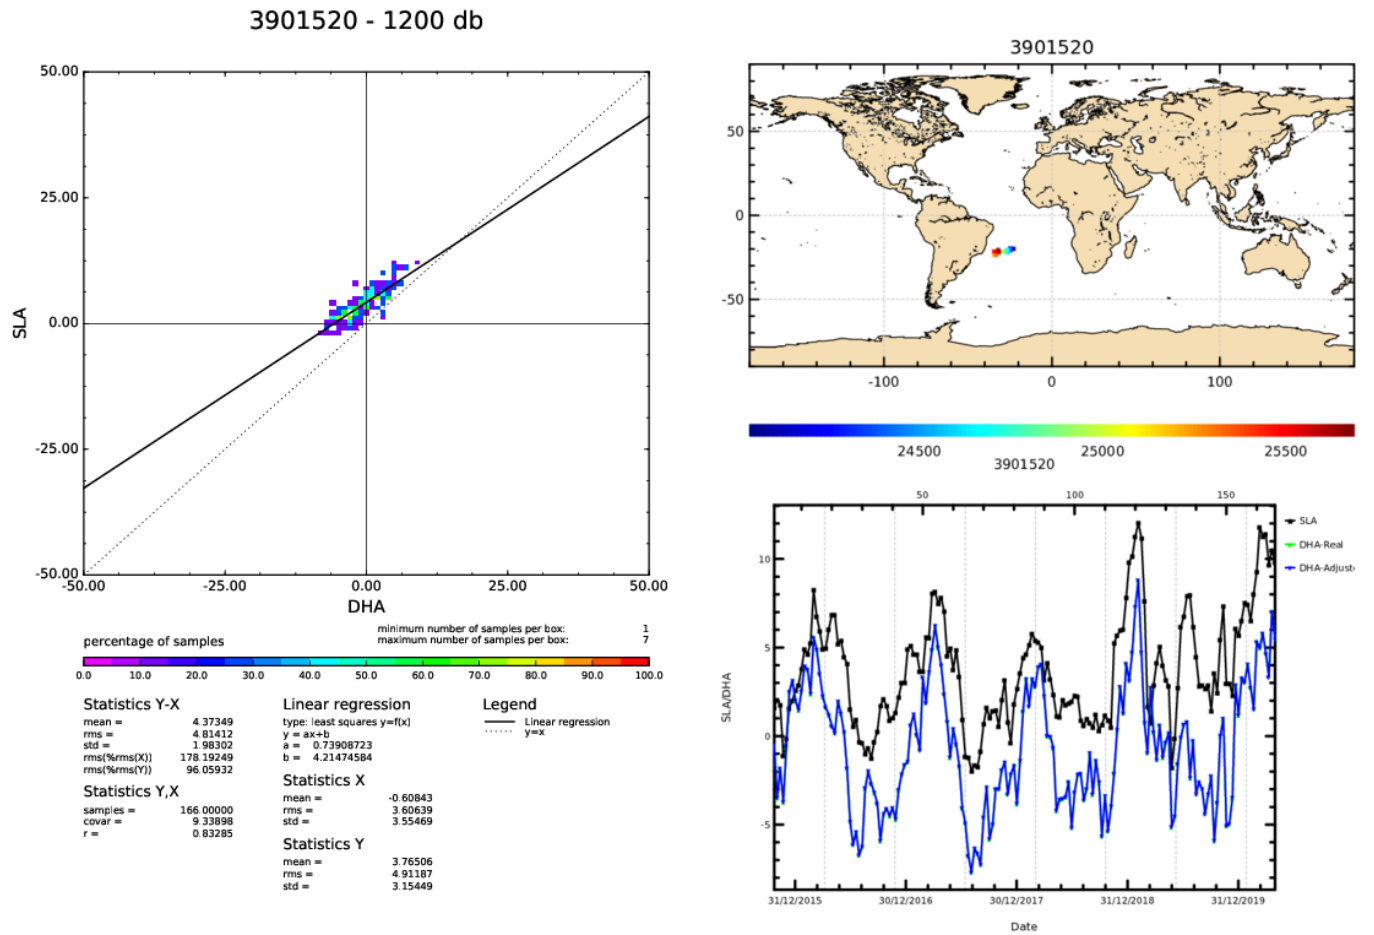 3901520 - 1200 db
50.00
25.00
0.00
-25.00
-50.00
SLA
-50.00 -25.00 0.00 25.00 50.00
DHA
percentage of samples
minimum number of samples per box: 1
maximum number of samples per box: 7
0.0 10.0 20.0 30.0 40.0 50.0 60.0 70.0 80.0 90.0 100.0
Statistics Y-X
mean = 4.37349
rms = 4.81412
std = 1.98302
rms(%rms(X)) 178.19249
rms(%rms(Y)) 96.05932
Statistics Y,X
samples = 166.00000
covar = 9.33898
r = 0.83285
Linear regression
type: least squares y=f(x)
y = ax+b
a = 0.73908723
b = 4.21474584
Statistics X
mean = -0.60843
rms = 3.60639
std = 3.55469
Statistics Y
mean = 3.76506
rms = 4.91187
std = 3.15449
Legend
Linear regression
y=x
3901520
50
0
-50
-100 0 100
24500 25000 25500
3901520
50 100 150
10
5
0
-5
SLA/DHA
31/12/2015 30/12/2016 30/12/2017 31/12/2018 31/12/2019
Date
SLA
DHA-Real
DHA-Adjust